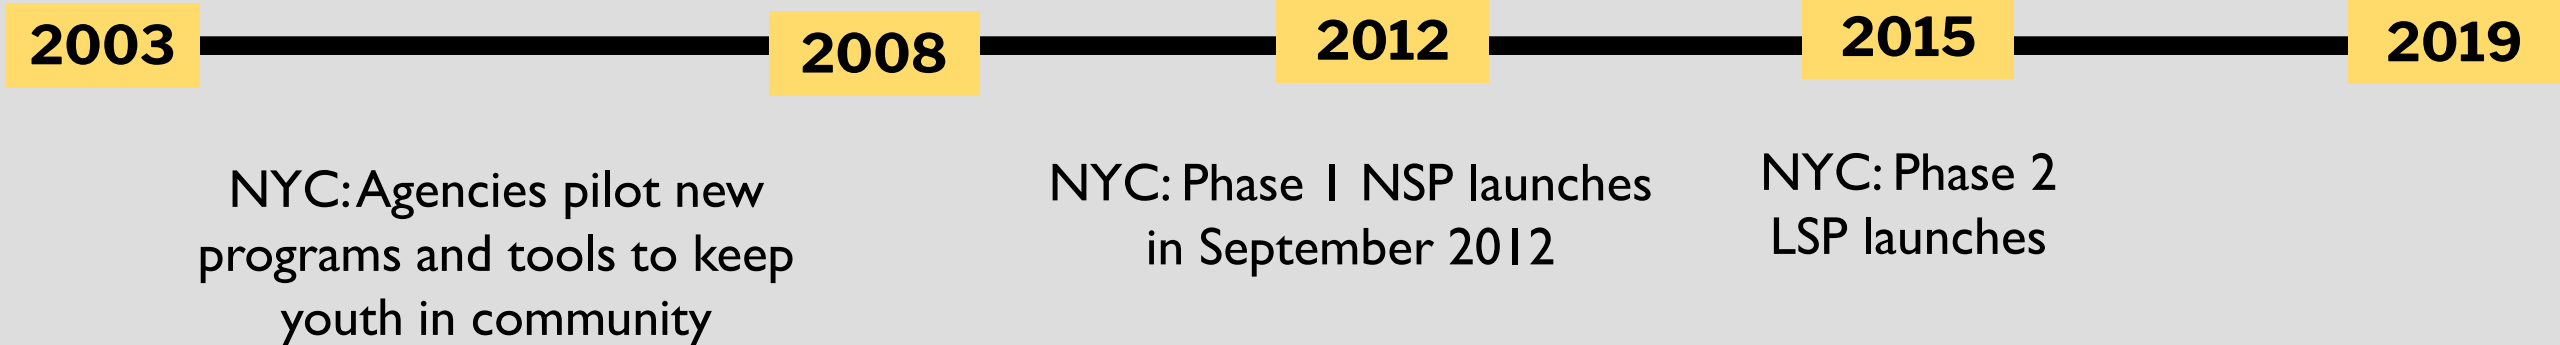 2003
2008
2012
2015
2019
NYC: Agencies pilot new
programs and tools to keep
youth in community
NYC: Phase 1 NSP launches
in September 2012
NYC: Phase 2
LSP launches